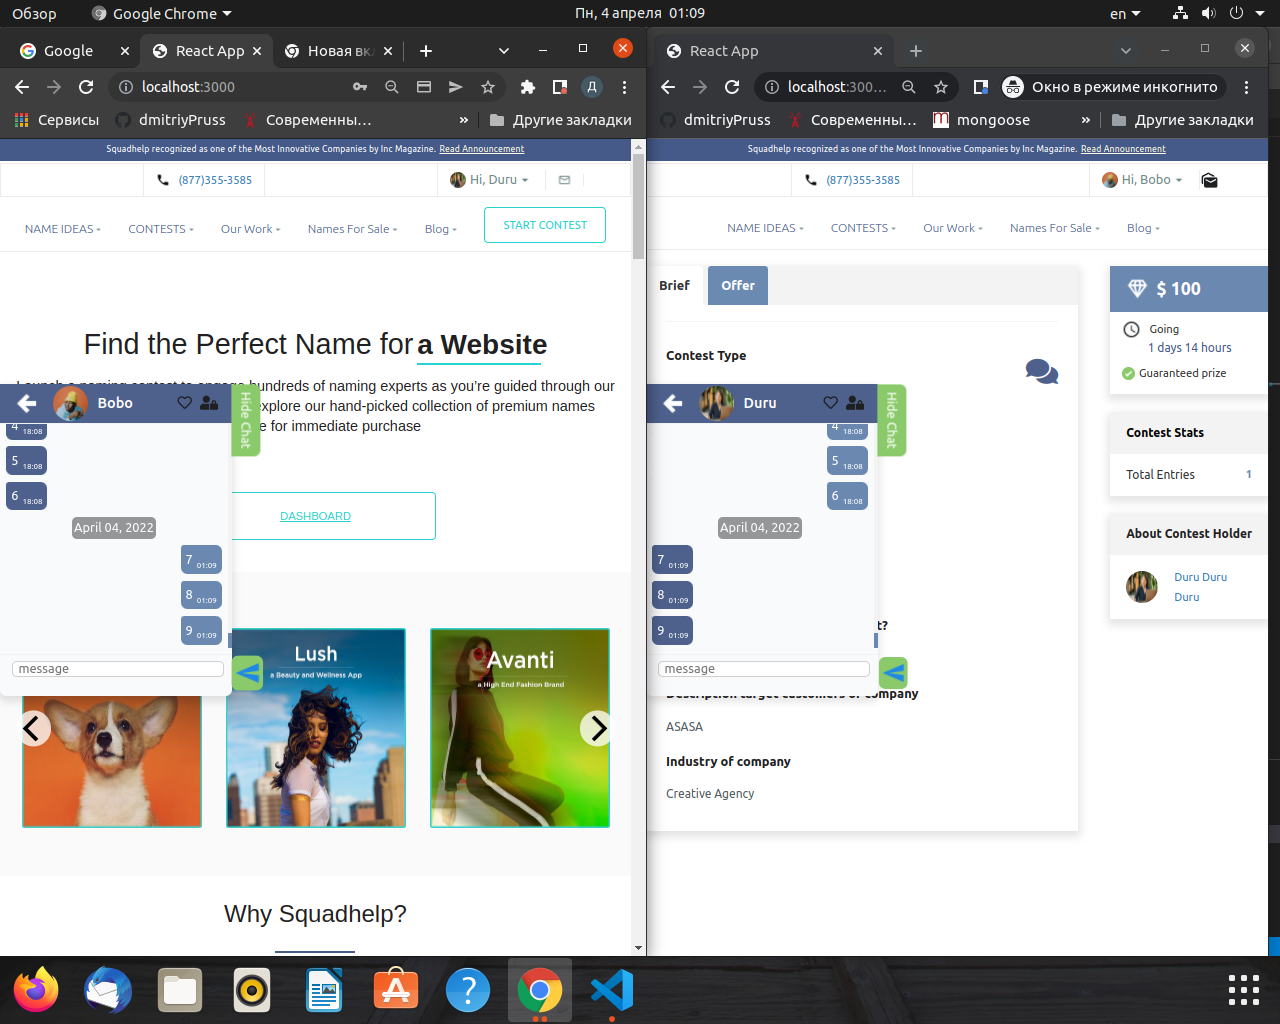 Обзор
Google Chrome
Пн, 4 апреля 01:09
en
Google
React App
Новая вкл
localhost:3000
Д
Сервисы
dmitriyPruss
Современны…
»
Другие закладки
Squadhelp recognized as one of the Most Innovative Companies by Inc Magazine. Read Announcement
(877)355-3585
Hi, Duru
NAME IDEAS
CONTESTS
Our Work
Names For Sale
Blog
START CONTEST
Find the Perfect Name for a Website
Launch a naming contest to engage hundreds of naming experts as you're guided through our
explore our hand-picked collection of premium names
e for immediate purchase
Bobo
Hide Chat
4 18:08
5 18:08
6 18:08
April 04, 2022
7 01:09
8 01:09
9 01:09
message
DASHBOARD
Lush
a Beauty and Wellness App
Avanti
a High End Fashion Brand
Why Squadhelp?
React App
localhost:300…
Окно в режиме инкогнито
dmitriyPruss
Современны…
mongoose
»
Другие закладки
Squadhelp recognized as one of the Most Innovative Companies by Inc Magazine. Read Announcement
(877)355-3585
Hi, Bobo
NAME IDEAS
CONTESTS
Our Work
Names For Sale
Blog
Brief
Offer
Contest Type
Duru
Hide Chat
4 18:08
5 18:08
6 18:08
April 04, 2022
7 01:09
8 01:09
9 01:09
message
t?
Description target customers of company
ASASA
Industry of company
Creative Agency
$ 100
Going
1 days 14 hours
Guaranteed prize
Contest Stats
Total Entries
1
About Contest Holder
Duru Duru
Duru